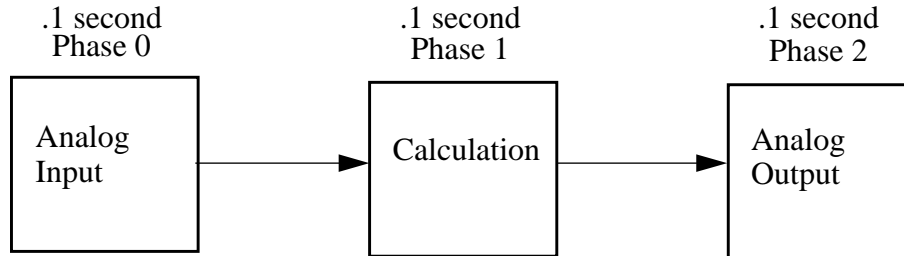 .1 second
Phase 0
.1 second
Phase 1
.1 second
Phase 2
Analog
Input
Calculation
Analog
Output